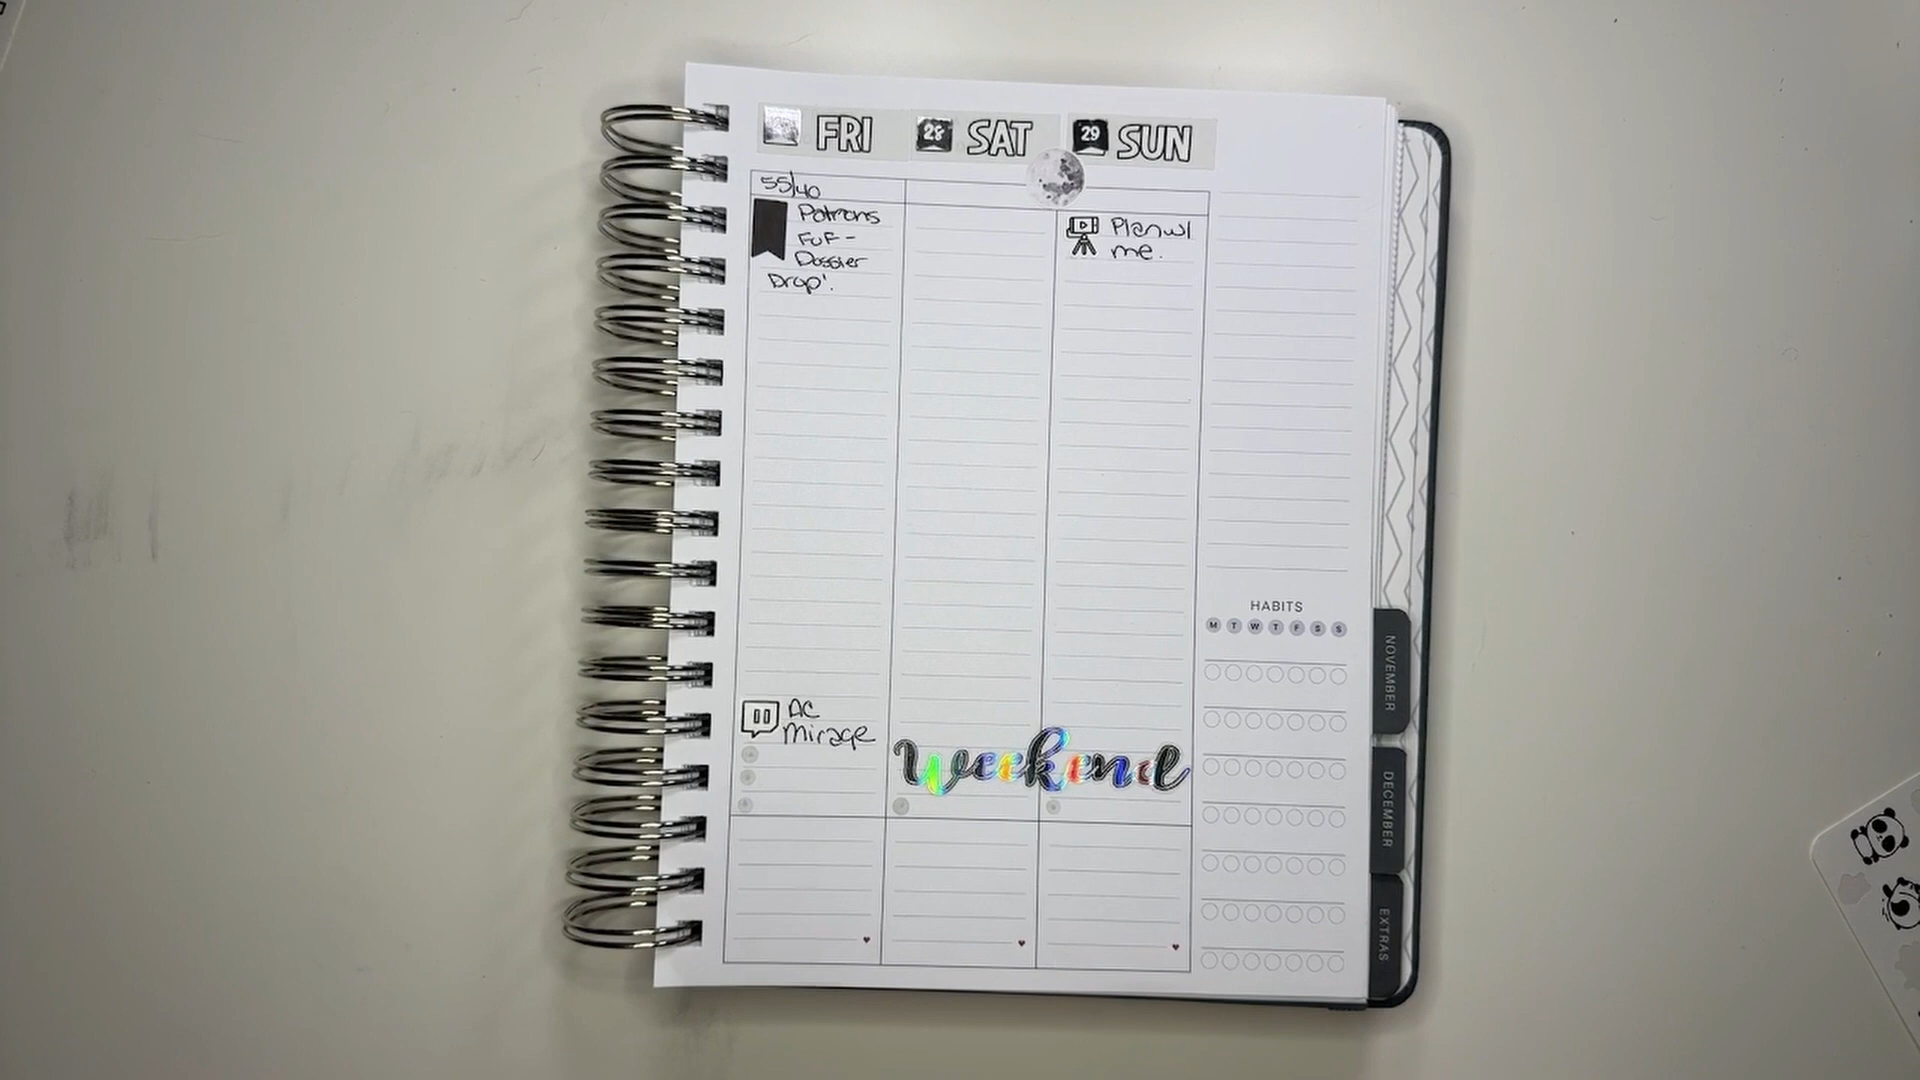 FRI
28 SAT
29 SUN
55/40
Patrons
FuF-
Dossier
Drop!
Plan w/
me.
AC
Mirage
Weekend
HABITS
M T W T F S S
NOVEMBER
DECEMBER
EXTRAS